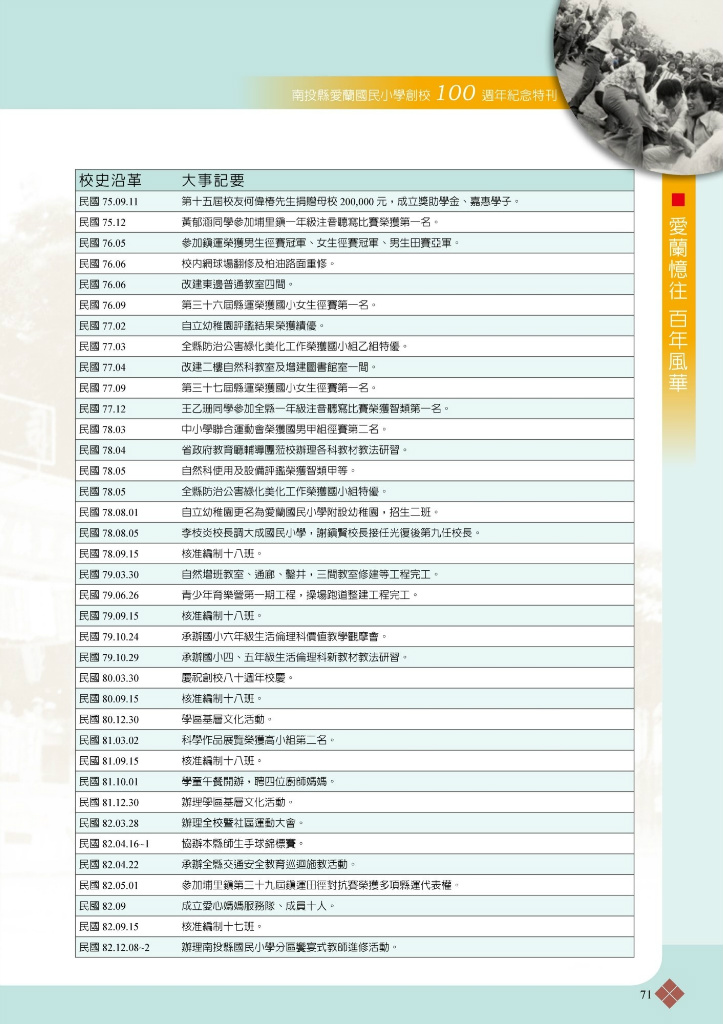 南投縣愛蘭國民小學創校 100 週年紀念特刊
愛蘭憶往 百年風華
校史沿革 大事記要
民國 75.09.11 第十五屆校友何偉椿先生捐贈母校 200,000 元，成立獎助學金、嘉惠學子。
民國 75.12 黃郁涵同學參加埔里鎮一年級注音聽寫比賽榮獲第一名。
民國 76.05 參加鎮運榮獲男生徑賽冠軍、女生徑賽冠軍、男生田賽亞軍。
民國 76.06 校內網球場翻修及柏油路面重修。
民國 76.06 改建東邊普通教室四間。
民國 76.09 第三十六屆縣運榮獲國小女生徑賽第一名。
民國 77.02 自立幼稚園評鑑結果榮獲績優。
民國 77.03 全縣防治公害綠化美化工作榮獲國小組乙組特優。
民國 77.04 改建二樓自然科教室及增建圖書館室一間。
民國 77.09 第三十七屆縣運榮獲國小女生徑賽第一名。
民國 77.12 王乙珊同學參加全縣一年級注音聽寫比賽榮獲智類第一名。
民國 78.03 中小學聯合運動會榮獲國男甲組徑賽第二名。
民國 78.04 省政府教育廳輔導團蒞校辦理各科教材教法研習。
民國 78.05 自然科使用及設備評鑑榮獲智類甲等。
民國 78.05 全縣防治公害綠化美化工作榮獲國小組特優。
民國 78.08.01 自立幼稚園更名為愛蘭國民小學附設幼稚園，招生二班。
民國 78.08.05 李枝炎校長調大成國民小學，謝鎮賢校長接任光復後第九任校長。
民國 78.09.15 核准編制十八班。
民國 79.03.30 自然增班教室、通廊、鑿井，三間教室修建等工程完工。
民國 79.06.26 青少年育樂營第一期工程，操場跑道整建工程完工。
民國 79.09.15 核准編制十八班。
民國 79.10.24 承辦國小六年級生活倫理科價值教學觀摩會。
民國 79.10.29 承辦國小四、五年級生活倫理科新教材教法研習。
民國 80.03.30 慶祝創校八十週年校慶。
民國 80.09.15 核准編制十八班。
民國 80.12.30 學區基層文化活動。
民國 81.03.02 科學作品展覽榮獲高小組第二名。
民國 81.09.15 核准編制十八班。
民國 81.10.01 學童午餐開辦，聘四位廚師媽媽。
民國 81.12.30 辦理學區基層文化活動。
民國 82.03.28 辦理全校暨社區運動大會。
民國 82.04.16~1 協辦本縣師生手球錦標賽。
民國 82.04.22 承辦全縣交通安全教育巡迴施教活動。
民國 82.05.01 參加埔里鎮第二十九屆鎮運田徑對抗賽榮獲多項縣運代表權。
民國 82.09 成立愛心媽媽服務隊、成員十人。
民國 82.09.15 核准編制十七班。
民國 82.12.08~2 辦理南投縣國民小學分區饗宴式教師進修活動。
71